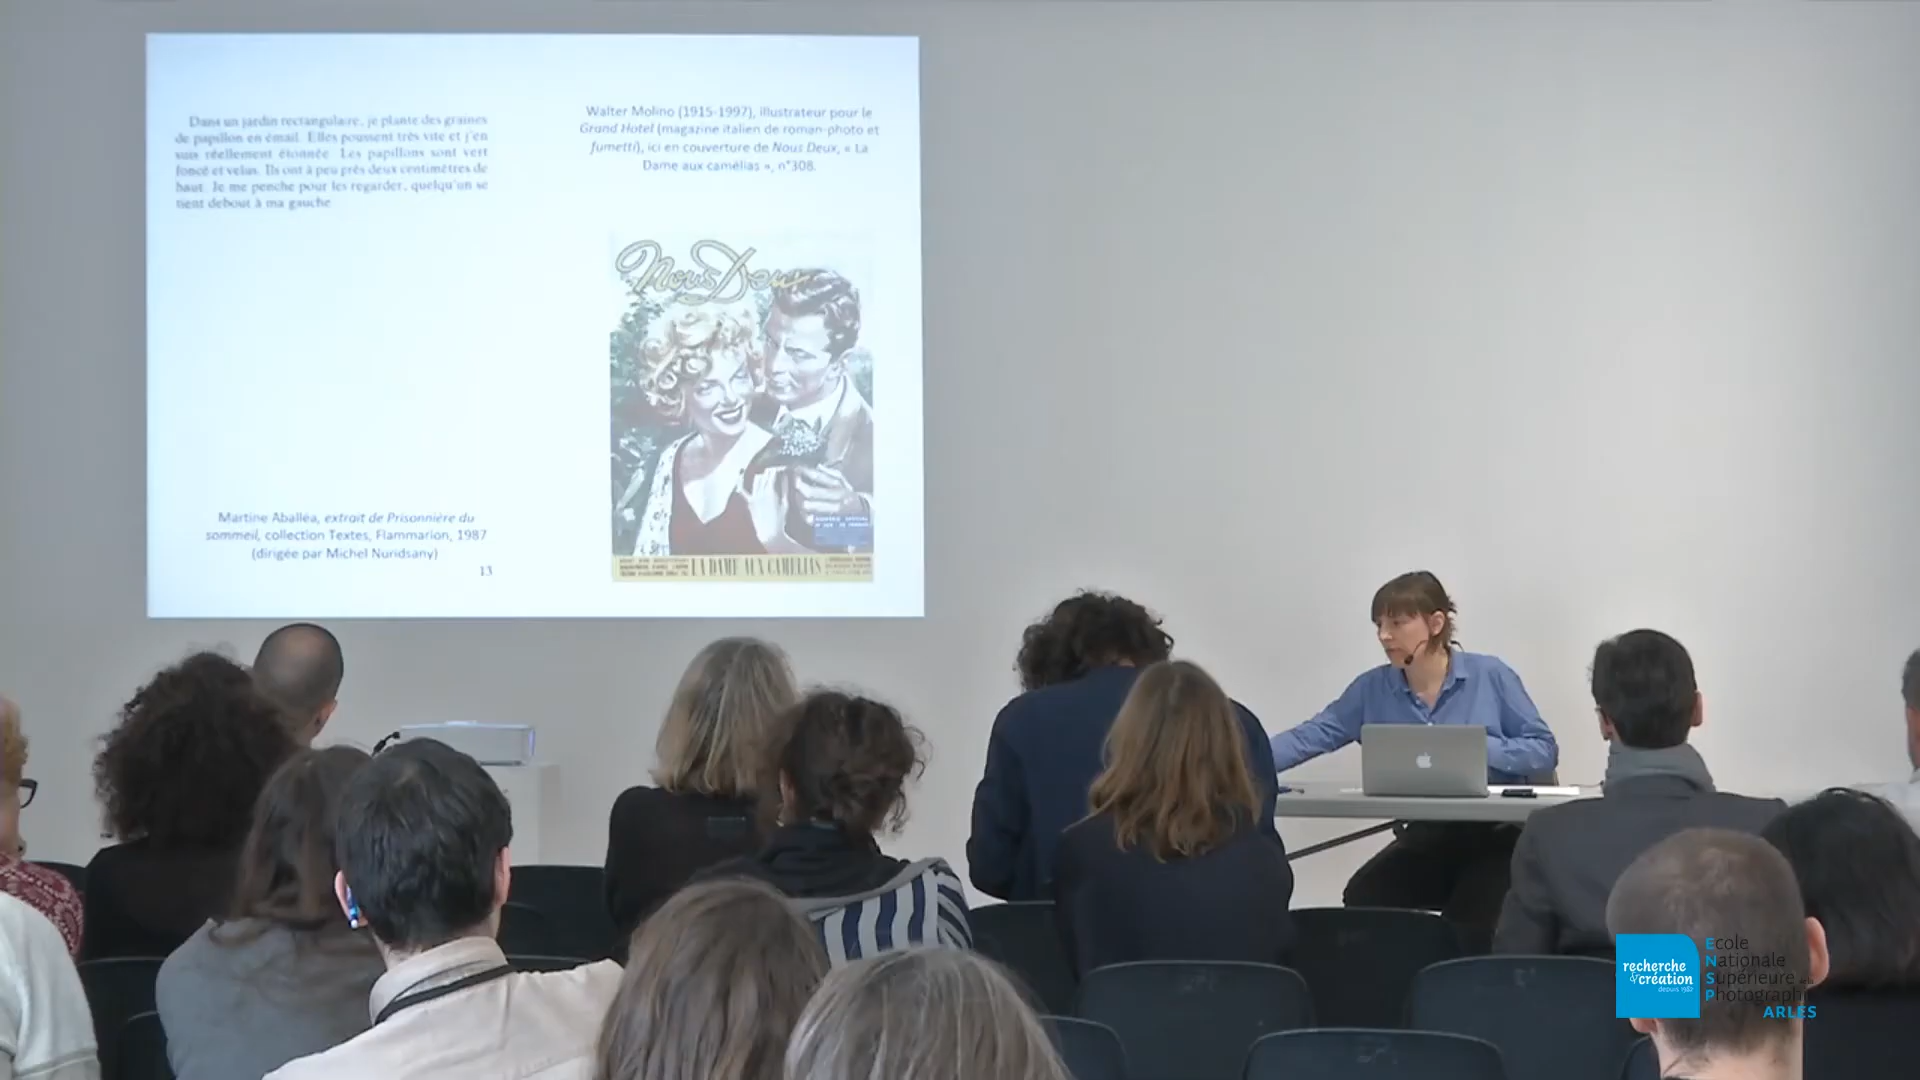 Dans un jardin rectangulaire, je plante des graines
de papillon en émail. Elles poussent très vite et j'en
suis réellement étonnée. Les papillons sont vert
foncé et velus. Ils ont à peu près deux centimètres de
haut. Je me penche pour les regarder, quelqu'un se
tient debout à ma gauche.
Martine Aballéa, extrait de Prisonnière du
sommeil, collection Textes, Flammarion, 1987
(dirigée par Michel Nuridsany)
13
Walter Molino (1915-1997), illustrateur pour le
Grand Hotel (magazine italien de roman-photo et
fumetti), ici en couverture de Nous Deux, « La
Dame aux camélias », n°308.
Nous Deux
LA DAME AUX CAMELIAS
recherche
&création
depuis 1982
Ecole
Nationale
Supérieure de la
Photographie
ARLES